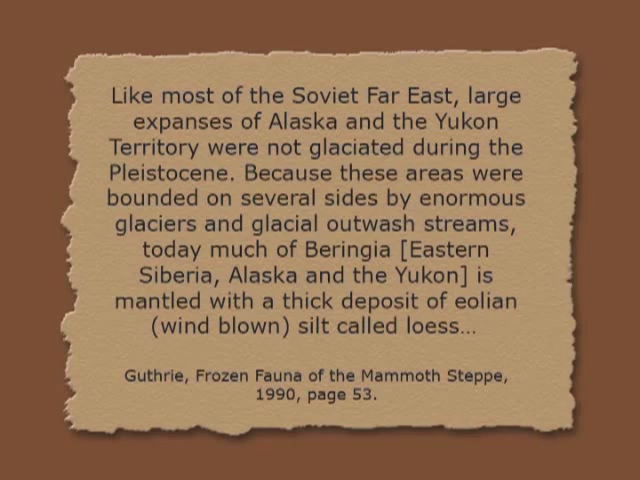 Like most of the Soviet Far East, large
expanses of Alaska and the Yukon
Territory were not glaciated during the
Pleistocene. Because these areas were
bounded on several sides by enormous
glaciers and glacial outwash streams,
today much of Beringia [Eastern
Siberia, Alaska and the Yukon] is
mantled with a thick deposit of eolian
(wind blown) silt called loess…
Guthrie, Frozen Fauna of the Mammoth Steppe,
1990, page 53.